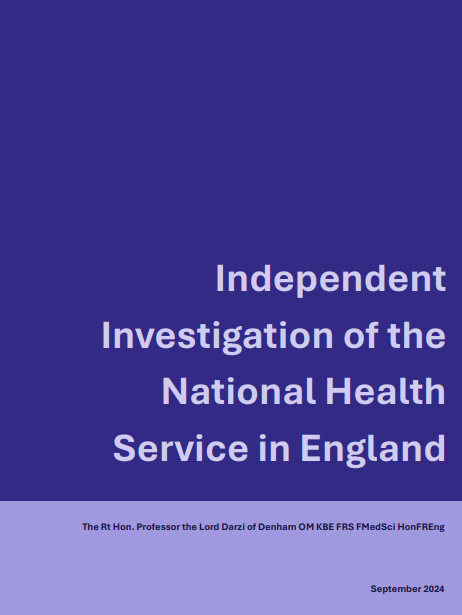 Independent
Investigation of the
National Health
Service in England
The Rt Hon. Professor the Lord Darzi of Denham OM KBE FRS FMedSci HonFREng
September 2024